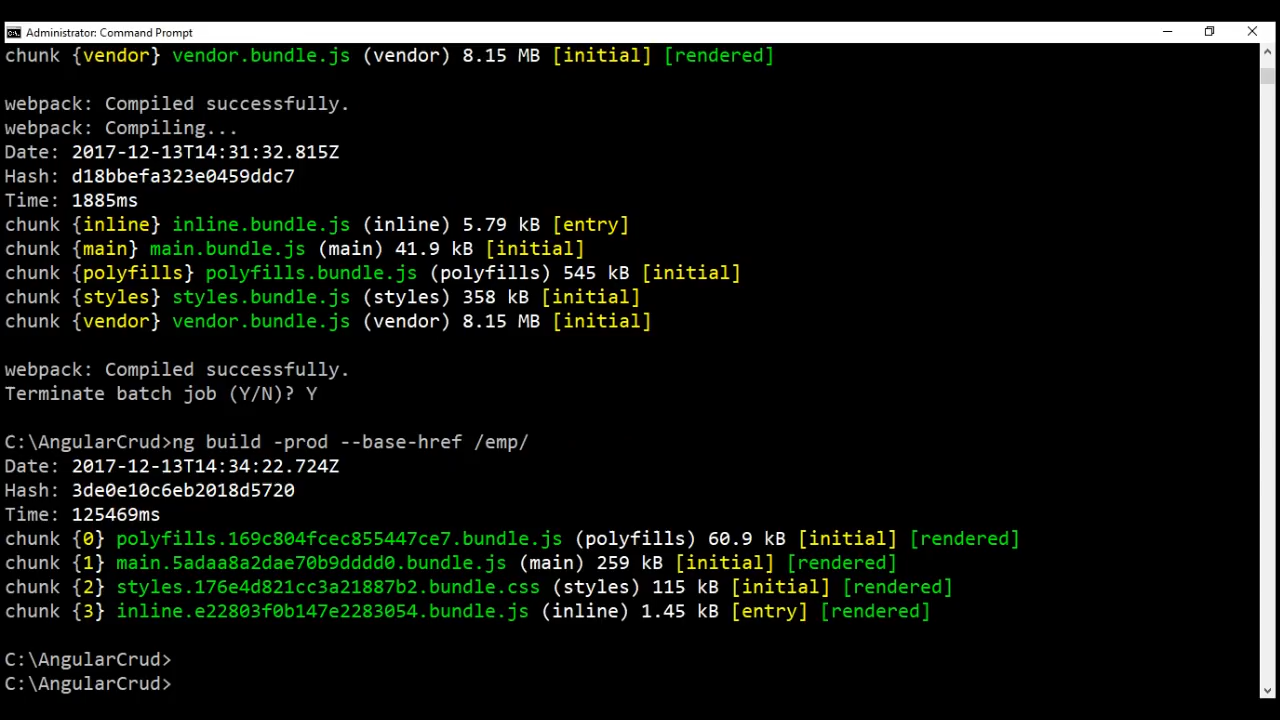 Administrator: Command Prompt
chunk {vendor} vendor.bundle.js (vendor) 8.15 MB [initial] [rendered]
webpack: Compiled successfully.
webpack: Compiling...
Date: 2017-12-13T14:31:32.815Z
Hash: d18bbefa323e0459ddc7
Time: 1885ms
chunk {inline} inline.bundle.js (inline) 5.79 kB [entry]
chunk {main} main.bundle.js (main) 41.9 kB [initial]
chunk {polyfills} polyfills.bundle.js (polyfills) 545 kB [initial]
chunk {styles} styles.bundle.js (styles) 358 kB [initial]
chunk {vendor} vendor.bundle.js (vendor) 8.15 MB [initial]
webpack: Compiled successfully.
Terminate batch job (Y/N)? Y
C:\AngularCrud>ng build -prod --base-href /emp/
Date: 2017-12-13T14:34:22.724Z
Hash: 3de0e10c6eb2018d5720
Time: 125469ms
chunk {0} polyfills.169c804fcec855447ce7.bundle.js (polyfills) 60.9 kB [initial] [rendered]
chunk {1} main.5adaa8a2dae70b9dddd0.bundle.js (main) 259 kB [initial] [rendered]
chunk {2} styles.176e4d821cc3a21887b2.bundle.css (styles) 115 kB [initial] [rendered]
chunk {3} inline.e22803f0b147e2283054.bundle.js (inline) 1.45 kB [entry] [rendered]
C:\AngularCrud>
C:\AngularCrud>